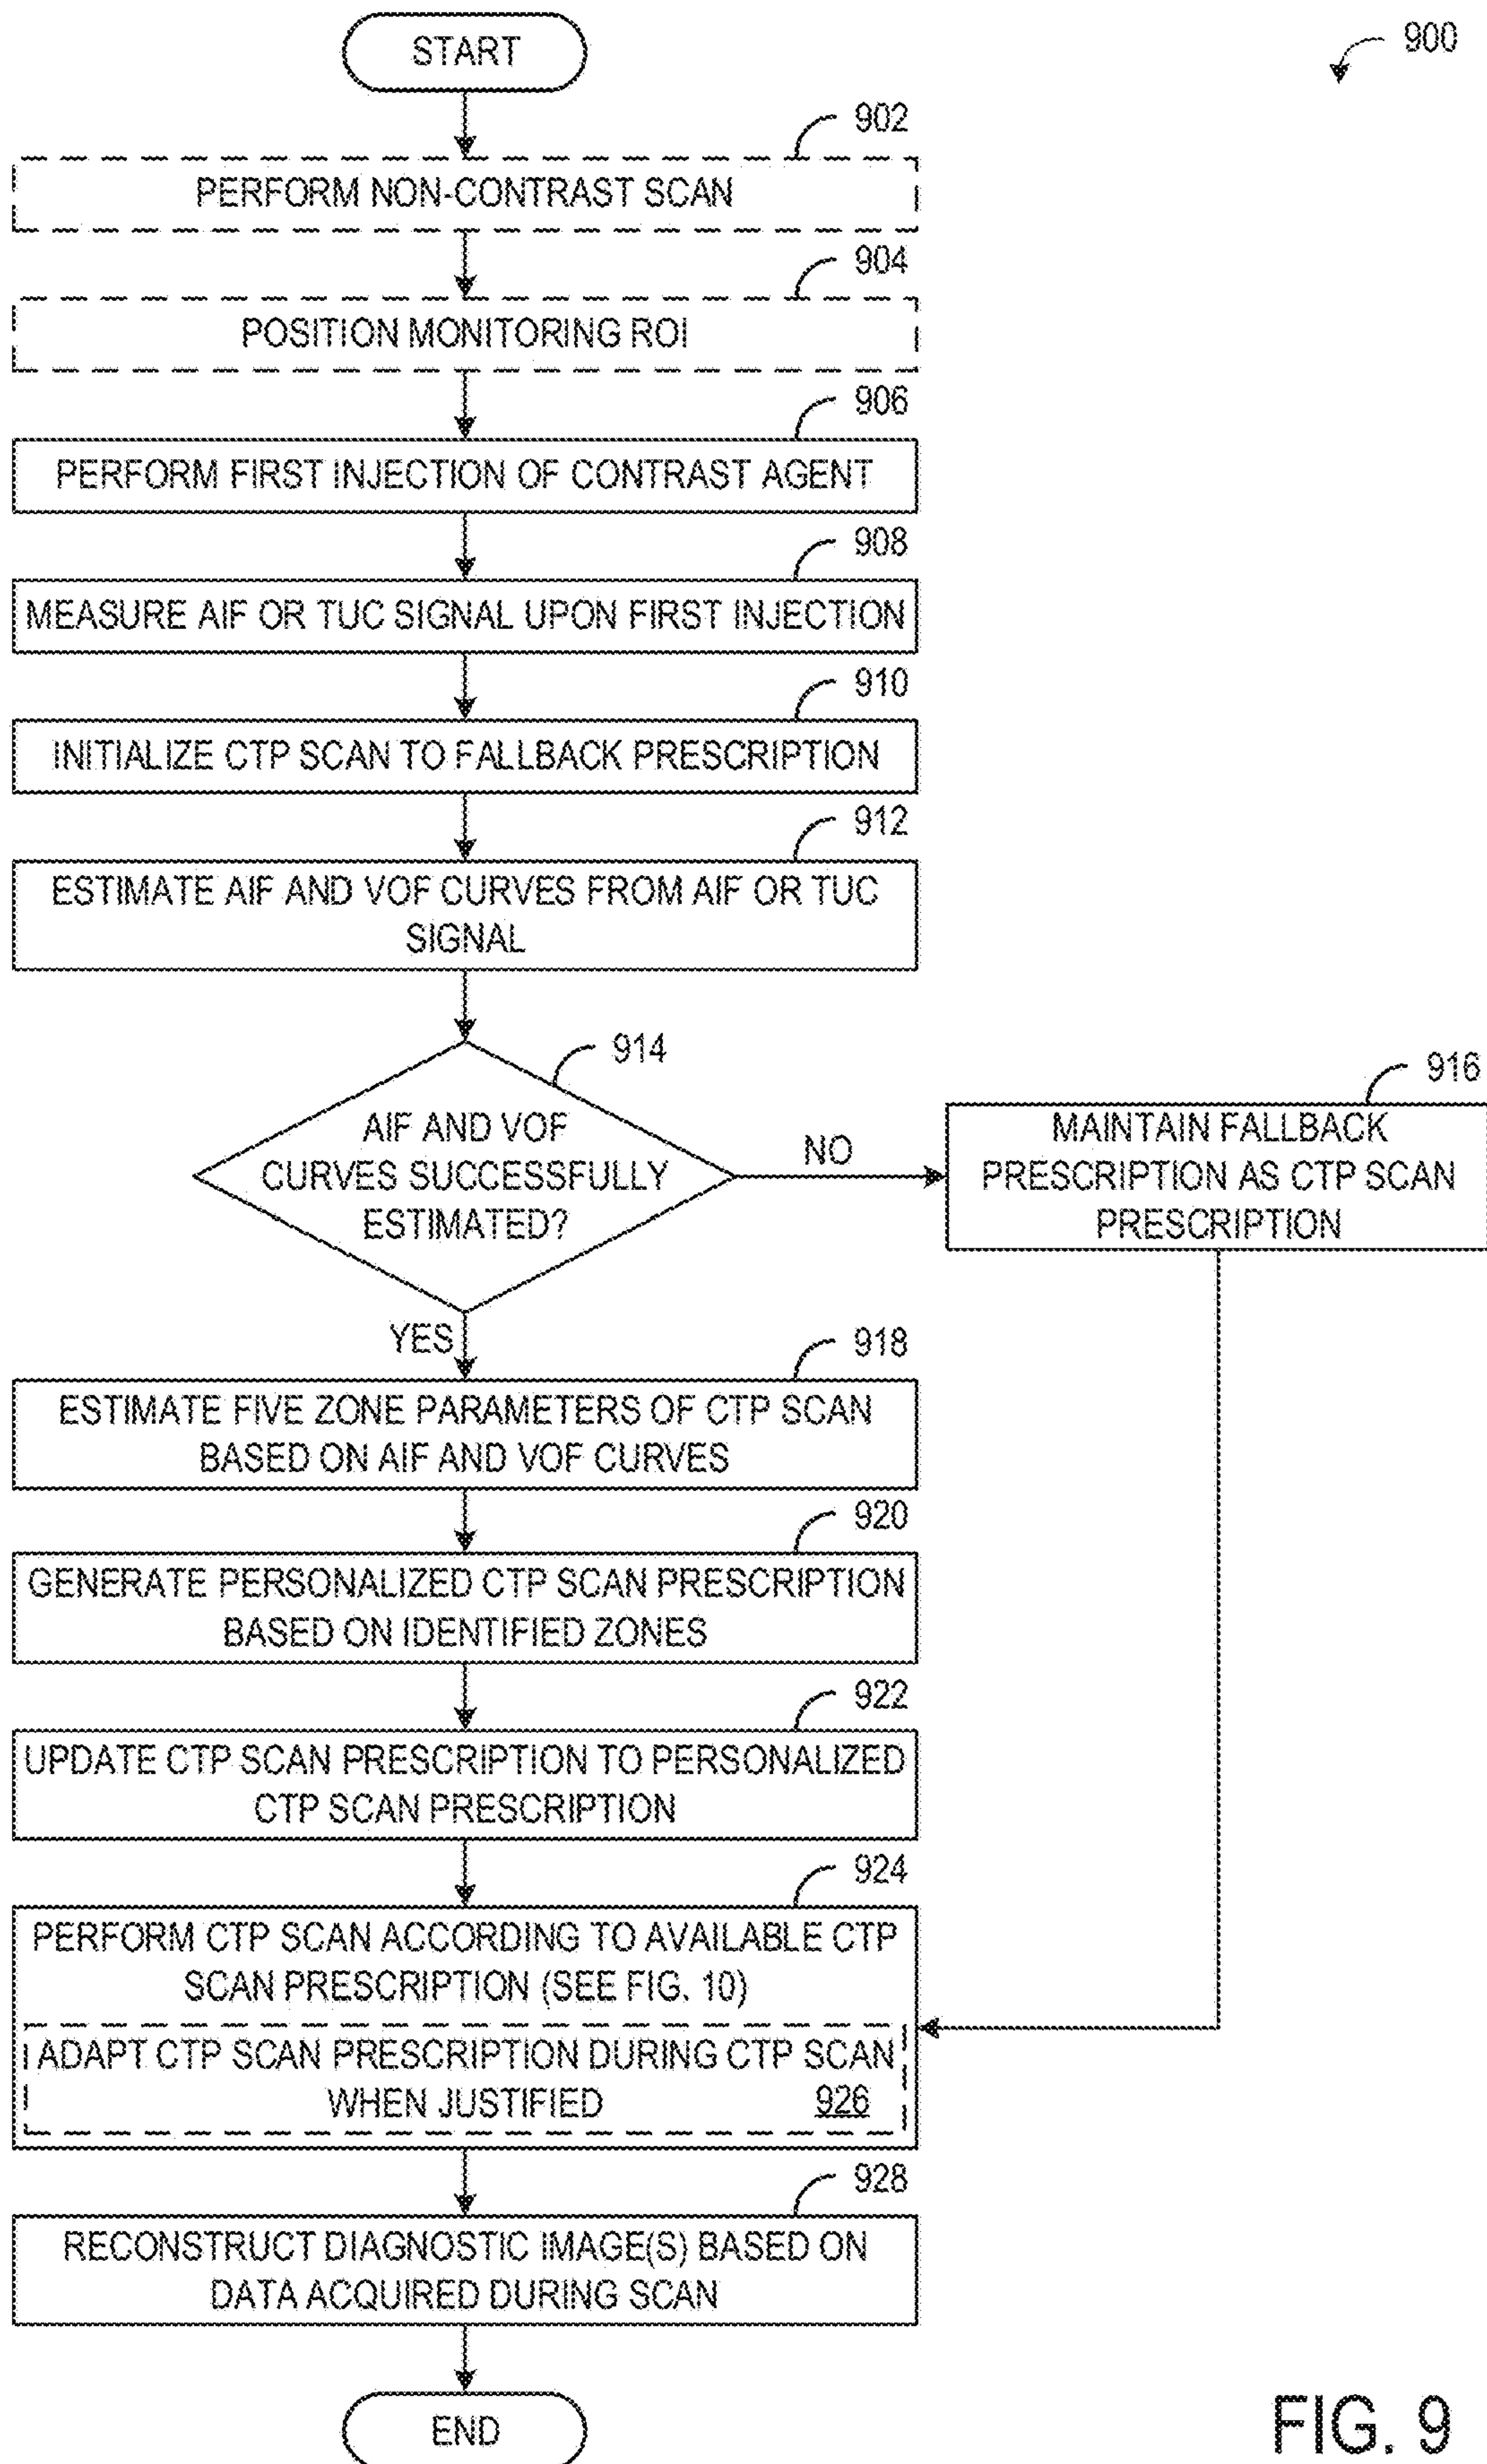 START
900
902
PERFORM NON-CONTRAST SCAN
904
POSITION MONITORING ROI
906
PERFORM FIRST INJECTION OF CONTRAST AGENT
908
MEASURE AIF OR TUC SIGNAL UPON FIRST INJECTION
910
INITIALIZE CTP SCAN TO FALLBACK PRESCRIPTION
912
ESTIMATE AIF AND VOF CURVES FROM AIF OR TUC
SIGNAL
914
AIF AND VOF
CURVES SUCCESSFULLY
ESTIMATED?
NO
916
MAINTAIN FALLBACK
PRESCRIPTION AS CTP SCAN
PRESCRIPTION
YES
918
ESTIMATE FIVE ZONE PARAMETERS OF CTP SCAN
BASED ON AIF AND VOF CURVES
920
GENERATE PERSONALIZED CTP SCAN PRESCRIPTION
BASED ON IDENTIFIED ZONES
922
UPDATE CTP SCAN PRESCRIPTION TO PERSONALIZED
CTP SCAN PRESCRIPTION
924
PERFORM CTP SCAN ACCORDING TO AVAILABLE CTP
SCAN PRESCRIPTION (SEE FIG. 10)
ADAPT CTP SCAN PRESCRIPTION DURING CTP SCAN
WHEN JUSTIFIED 926
928
RECONSTRUCT DIAGNOSTIC IMAGE(S) BASED ON
DATA ACQUIRED DURING SCAN
END
FIG. 9